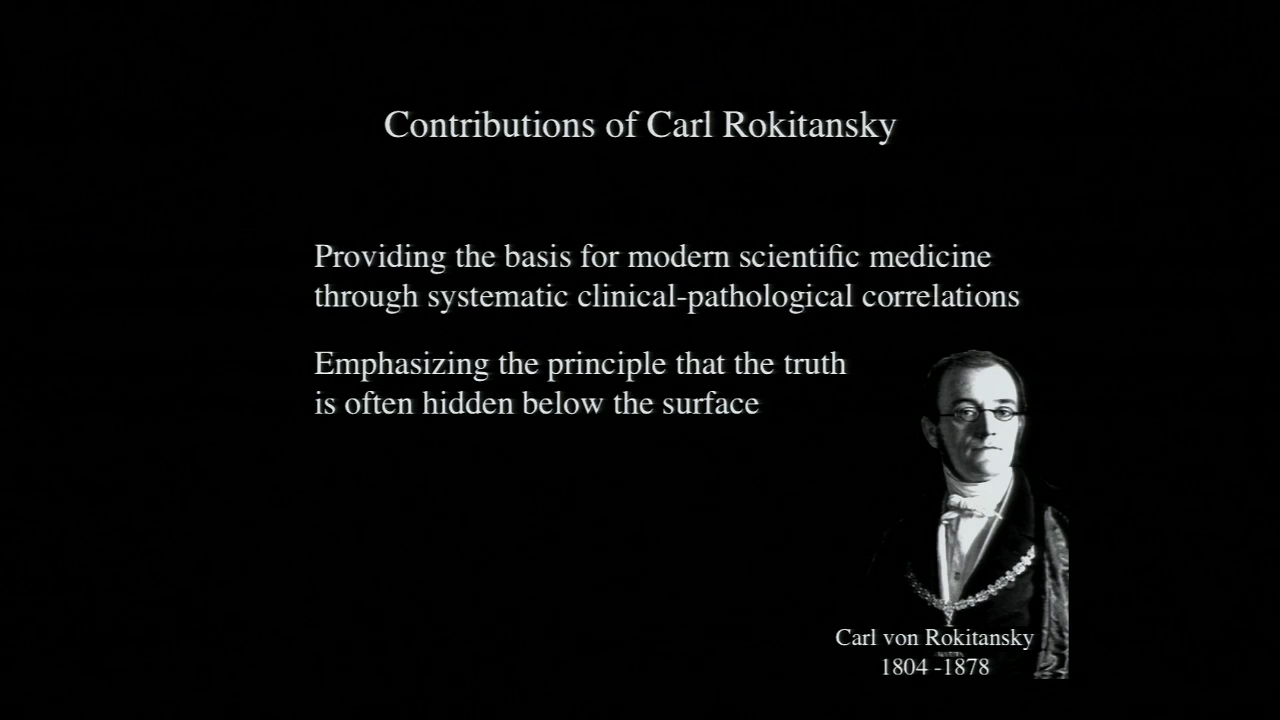 Contributions of Carl Rokitansky
Providing the basis for modern scientific medicine
through systematic clinical-pathological correlations
Emphasizing the principle that the truth
is often hidden below the surface
Carl von Rokitansky
1804 -1878